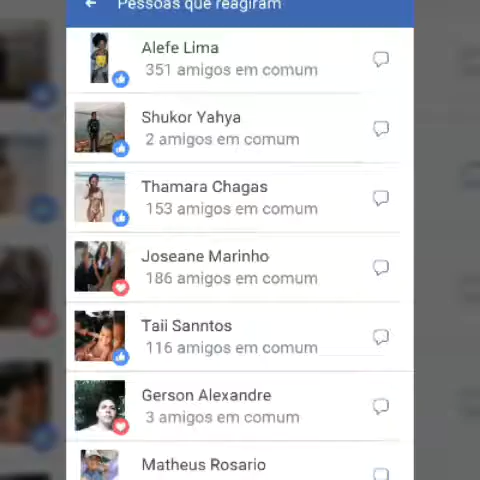 Pessoas que reagiram
Alefe Lima
351 amigos em comum
Shukor Yahya
2 amigos em comum
Thamara Chagas
153 amigos em comum
Joseane Marinho
186 amigos em comum
Taii Sanntos
116 amigos em comum
Gerson Alexandre
3 amigos em comum
Matheus Rosario